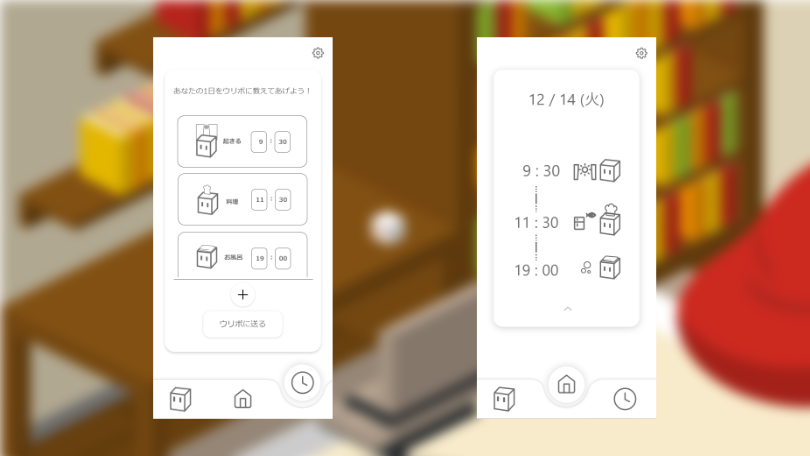 あなたの1日をウリボに教えてあげよう！
起きる 9 : 30
料理 11 : 30
お風呂 19 : 00
+
ウリボに送る
12 / 14 (火)
9 : 30
11 : 30
19 : 00